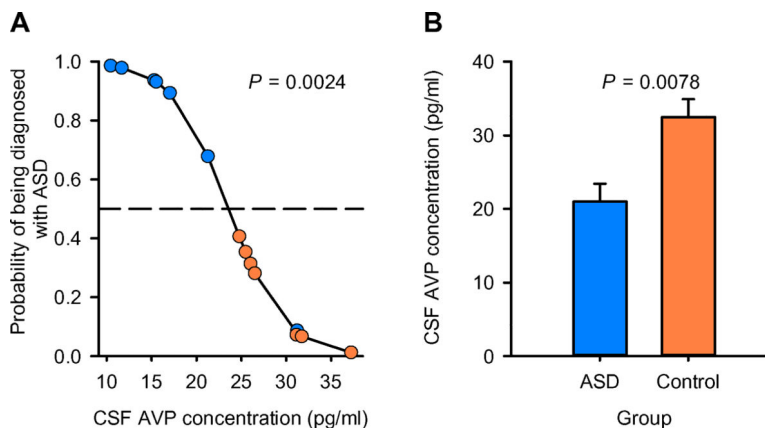 A
Probability of being diagnosed
with ASD
1.0
0.8
0.6
0.4
0.2
0.0
P = 0.0024
10 15 20 25 30 35
CSF AVP concentration (pg/ml)
B
CSF AVP concentration (pg/ml)
40
30
20
10
0
P = 0.0078
ASD Control
Group